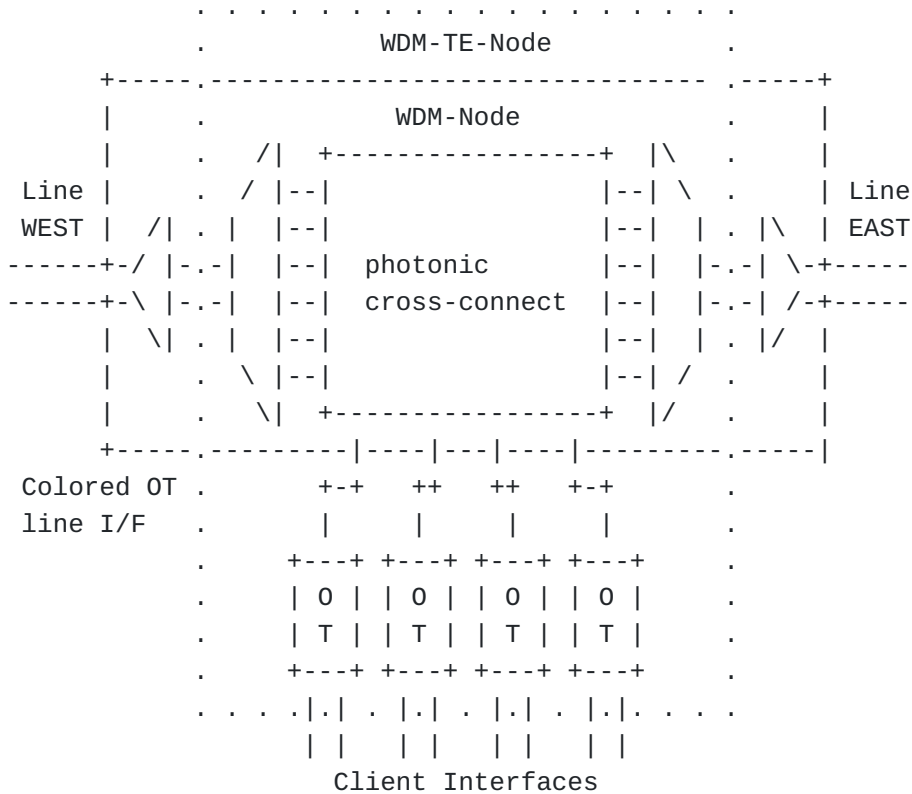 WDM-TE-Node
WDM-Node
Line
WEST
Line
EAST
photonic
cross-connect
Colored OT
line I/F
O O O O
T T T T
Client Interfaces